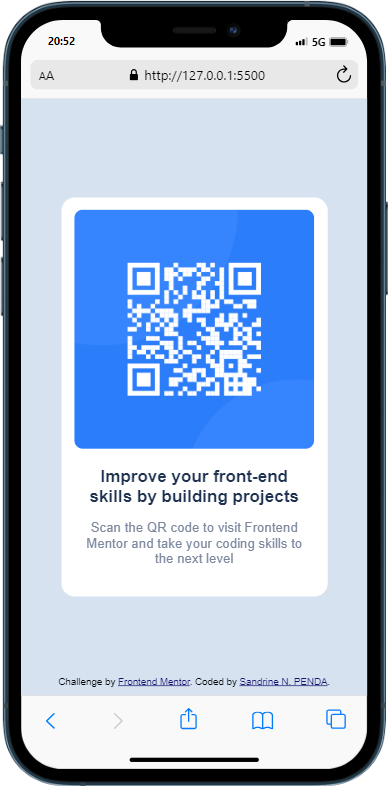 20:52
5G
AA
http://127.0.0.1:5500
Improve your front-end
skills by building projects
Scan the QR code to visit Frontend
Mentor and take your coding skills to
the next level
Challenge by Frontend Mentor. Coded by Sandrine N. PENDA.